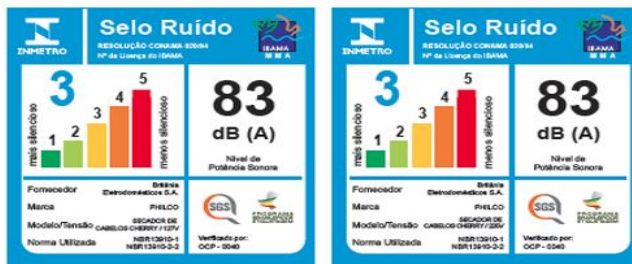 INMETRO
Selo Ruído
RESOLUÇÃO CONAMA 020/94
Nº da Licença do IBAMA
IBAMA
M M A
3
mais silencioso
1 2 3 4 5
menos silencioso
83
dB (A)
Nível de
Potência Sonora
Fornecedor Britânia
Eletrodomésticos S.A.
Marca PHILCO
Modelo/Tensão SECADOR DE
CABELOS CHERRY / 127V
Norma Utilizada NBR13910-1
NBR13910-2-2
SGS
Verificado por:
OCP - 0040
INMETRO
Selo Ruído
RESOLUÇÃO CONAMA 020/94
Nº da Licença do IBAMA
IBAMA
M M A
3
mais silencioso
1 2 3 4 5
menos silencioso
83
dB (A)
Nível de
Potência Sonora
Fornecedor Britânia
Eletrodomésticos S.A.
Marca PHILCO
Modelo/Tensão SECADOR DE
CABELOS CHERRY / 220V
Norma Utilizada NBR13910-1
NBR13910-2-2
SGS
Verificado por:
OCP - 0040